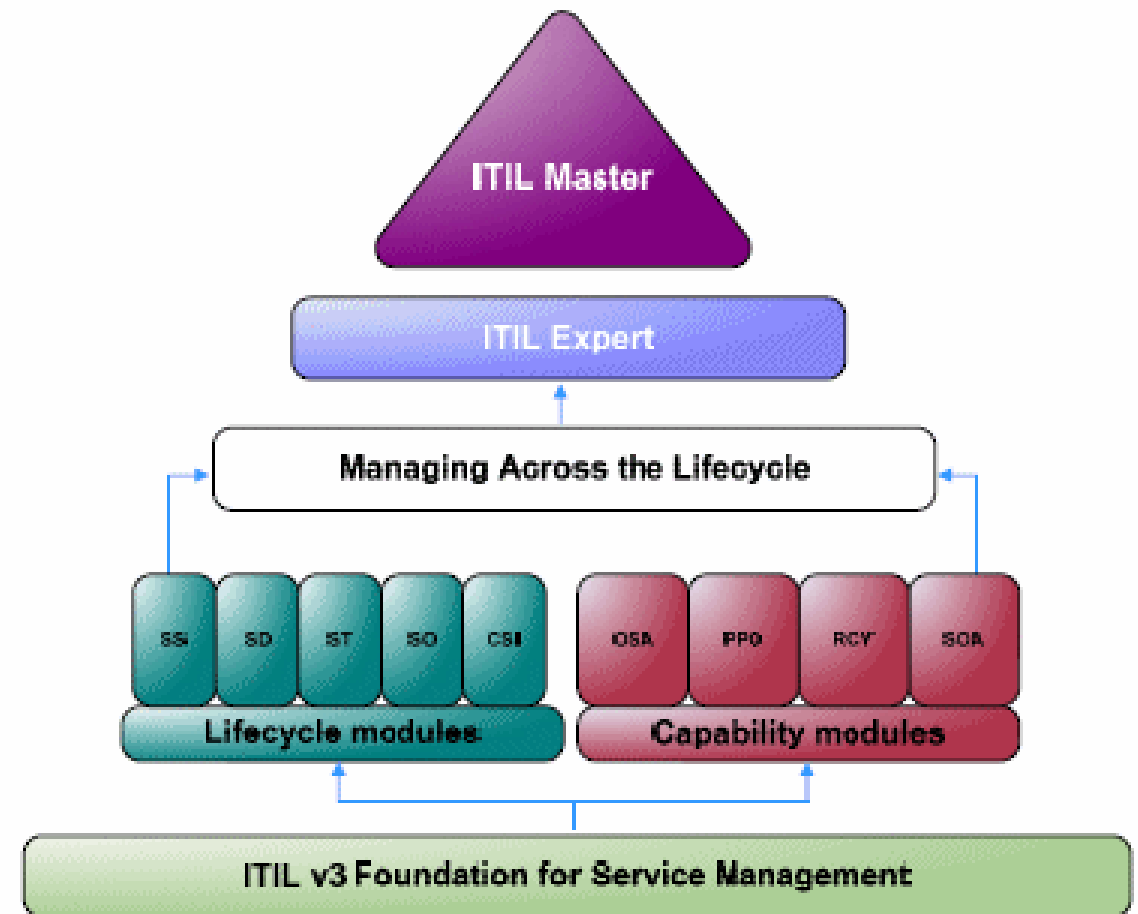 ITIL Master
ITIL Expert
Managing Across the Lifecycle
SS SD ST SO CSI OSA PPO RCV SOA
Lifecycle modules Capability modules
ITIL v3 Foundation for Service Management